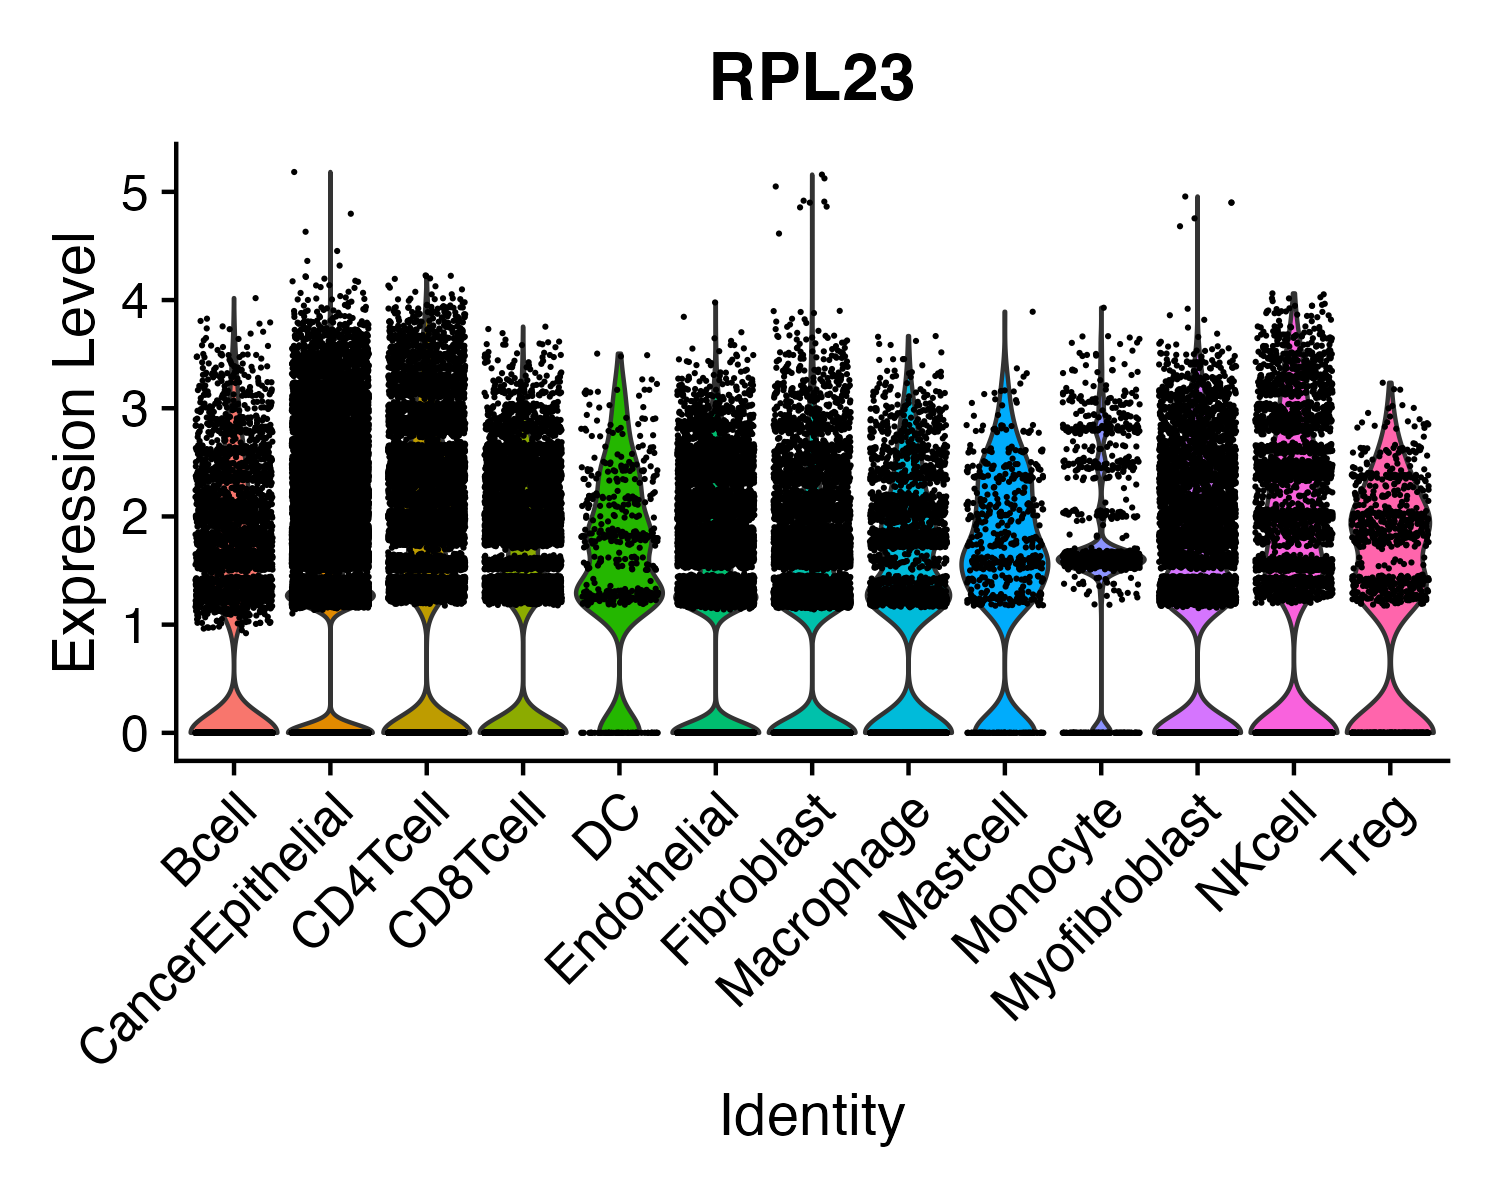 RPL23
Expression Level
5
4
3
2
1
0
Bcell
CancerEpithelial
CD4Tcell
CD8Tcell
DC
Endothelial
Fibroblast
Macrophage
Mastcell
Monocyte
Myofibroblast
NKcell
Treg
Identity